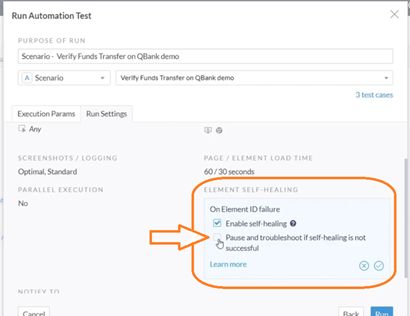 Run Automation Test
PURPOSE OF RUN
Scenario - Verify Funds Transfer on QBank demo
A Scenario
Verify Funds Transfer on QBank demo
3 test cases
Execution Params
Run Settings
Any
SCREENSHOTS / LOGGING
PAGE / ELEMENT LOAD TIME
Optimal, Standard
60 / 30 seconds
PARALLEL EXECUTION
ELEMENT SELF-HEALING
No
On Element ID failure
Enable self-healing ?
Pause and troubleshoot if self-healing is not
successful
Learn more
NOTIFY TO
Cancel
Back
Run